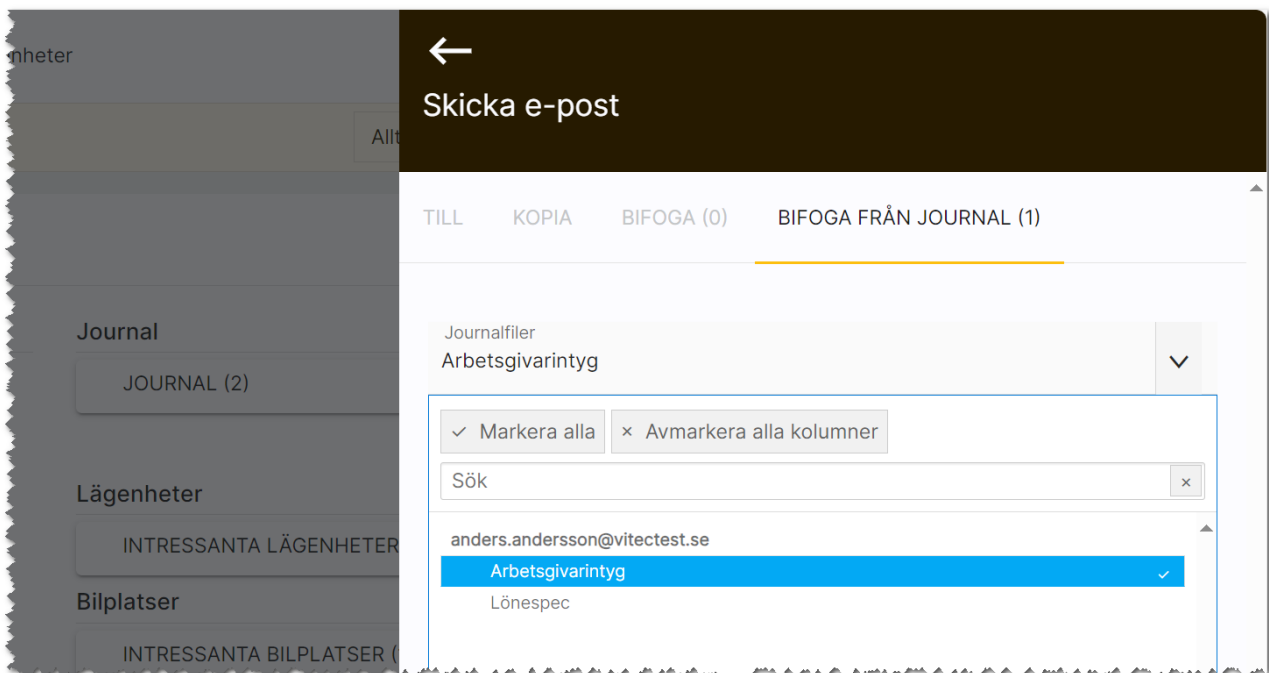 nheter
Allt
Journal
JOURNAL (2)
Lägenheter
INTRESSANTA LÄGENHETER
Bilplatser
INTRESSANTA BILPLATSER (
Skicka e-post
TILL KOPIA BIFOGA (0) BIFOGA FRÅN JOURNAL (1)
Journalfiler
Arbetsgivarintyg
Markera alla × Avmarkera alla kolumner
Sök ×
anders.andersson@vitectest.se
Arbetsgivarintyg
Lönespec